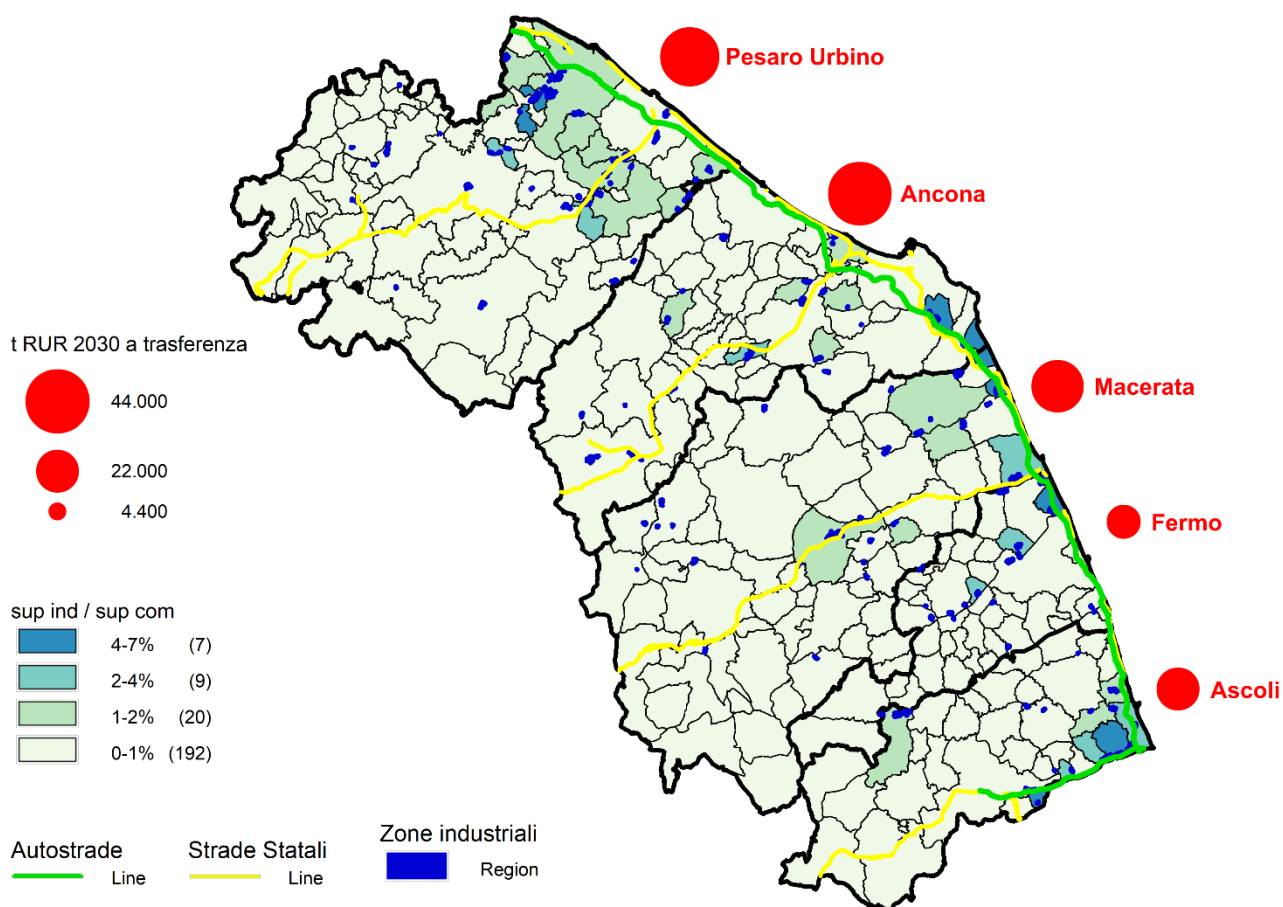 Pesaro Urbino
Ancona
Macerata
Fermo
Ascoli
t RUR 2030 a trasferenza
44.000
22.000
4.400
sup ind / sup com
4-7% (7)
2-4% (9)
1-2% (20)
0-1% (192)
Autostrade
Line
Strade Statali
Line
Zone industriali
Region